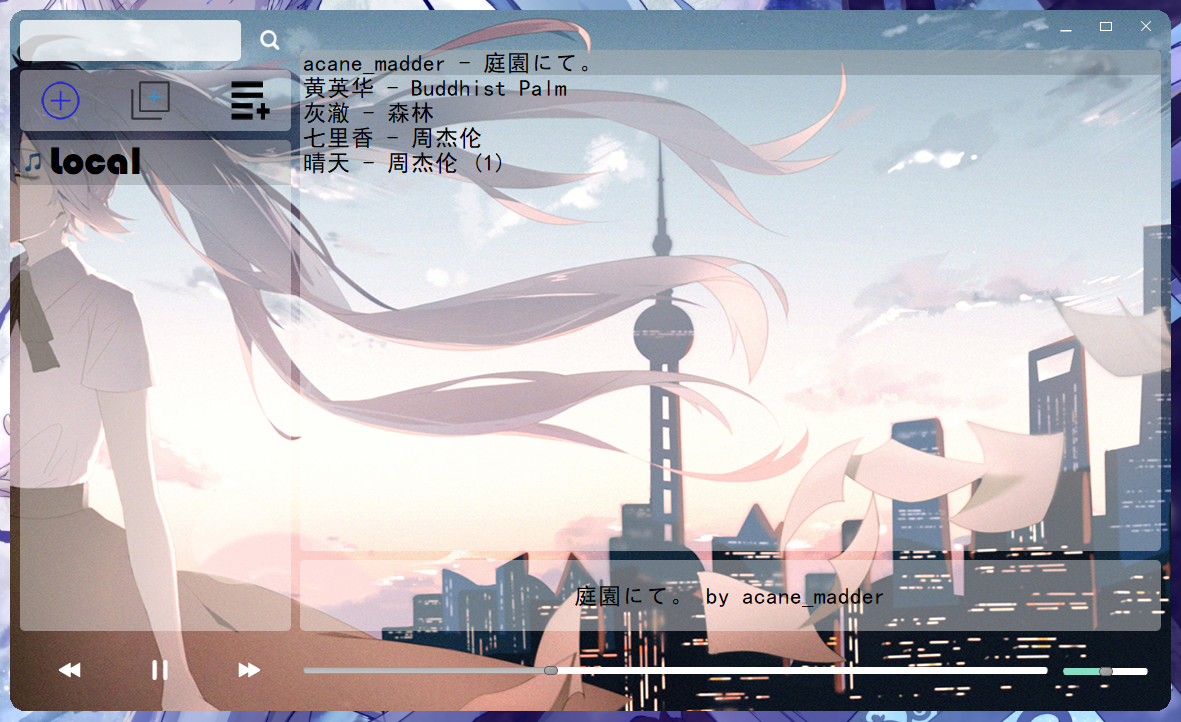 acane_madder - 庭園にて。
黄英华 - Buddhist Palm
灰澈 - 森林
七里香 - 周杰伦
晴天 - 周杰伦 (1)
Local
庭園にて。 by acane_madder